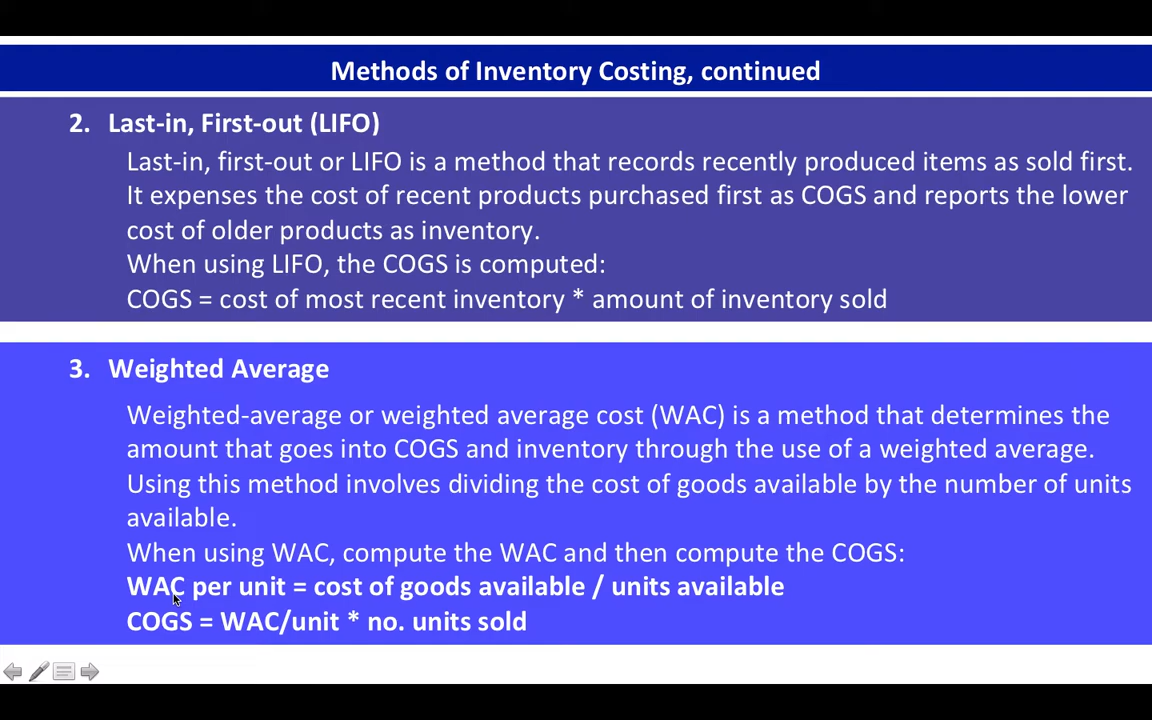 Methods of Inventory Costing, continued
2. Last-in, First-out (LIFO)
Last-in, first-out or LIFO is a method that records recently produced items as sold first.
It expenses the cost of recent products purchased first as COGS and reports the lower
cost of older products as inventory.
When using LIFO, the COGS is computed:
COGS = cost of most recent inventory * amount of inventory sold
3. Weighted Average
Weighted-average or weighted average cost (WAC) is a method that determines the
amount that goes into COGS and inventory through the use of a weighted average.
Using this method involves dividing the cost of goods available by the number of units
available.
When using WAC, compute the WAC and then compute the COGS:
WAC per unit = cost of goods available / units available
COGS = WAC/unit * no. units sold